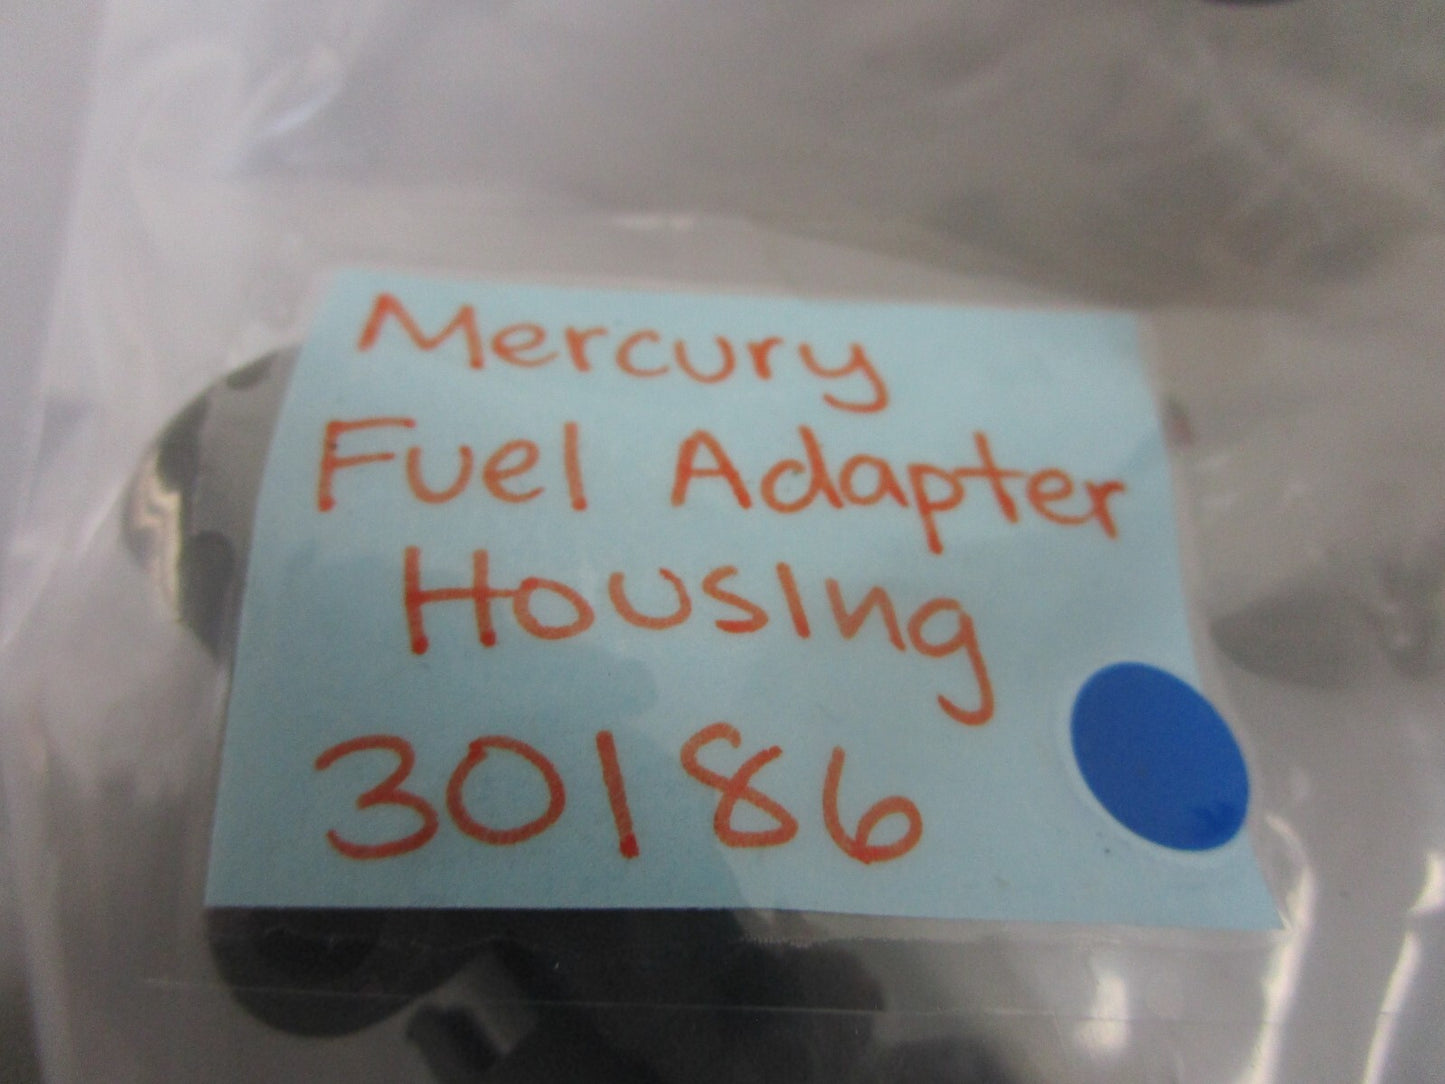 Mercury
Fuel Adapter
Housing
30186